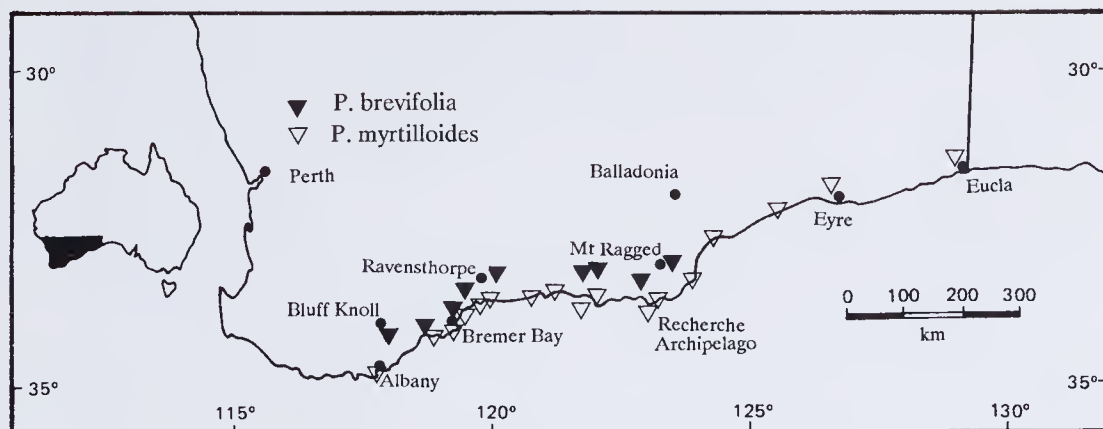 30°
30°
P. brevifolia
P. myrtilloides
Perth
Balladonia
Eucla
Eyre
Mt Ragged
Ravensthorpe
Bluff Knoll
Bremer Bay
Recherche
Archipelago
Albany
0 100 200 300
km
35°
35°
115°
120°
125°
130°